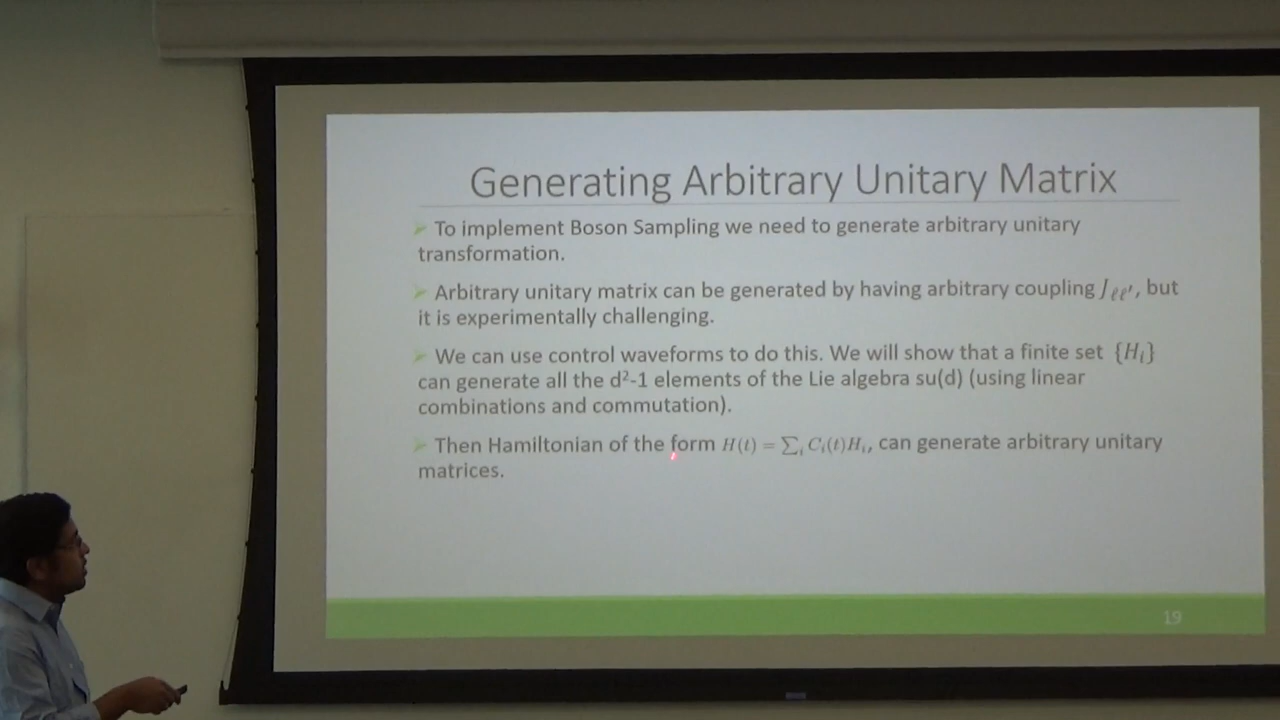 Generating Arbitrary Unitary Matrix
To implement Boson Sampling we need to generate arbitrary unitary
transformation.
Arbitrary unitary matrix can be generated by having arbitrary coupling J_{ℓℓ'}, but
it is experimentally challenging.
We can use control waveforms to do this. We will show that a finite set {H_i}
can generate all the d²-1 elements of the Lie algebra su(d) (using linear
combinations and commutation).
Then Hamiltonian of the form H(t) = ∑_i C_i(t)H_i, can generate arbitrary unitary
matrices.
19